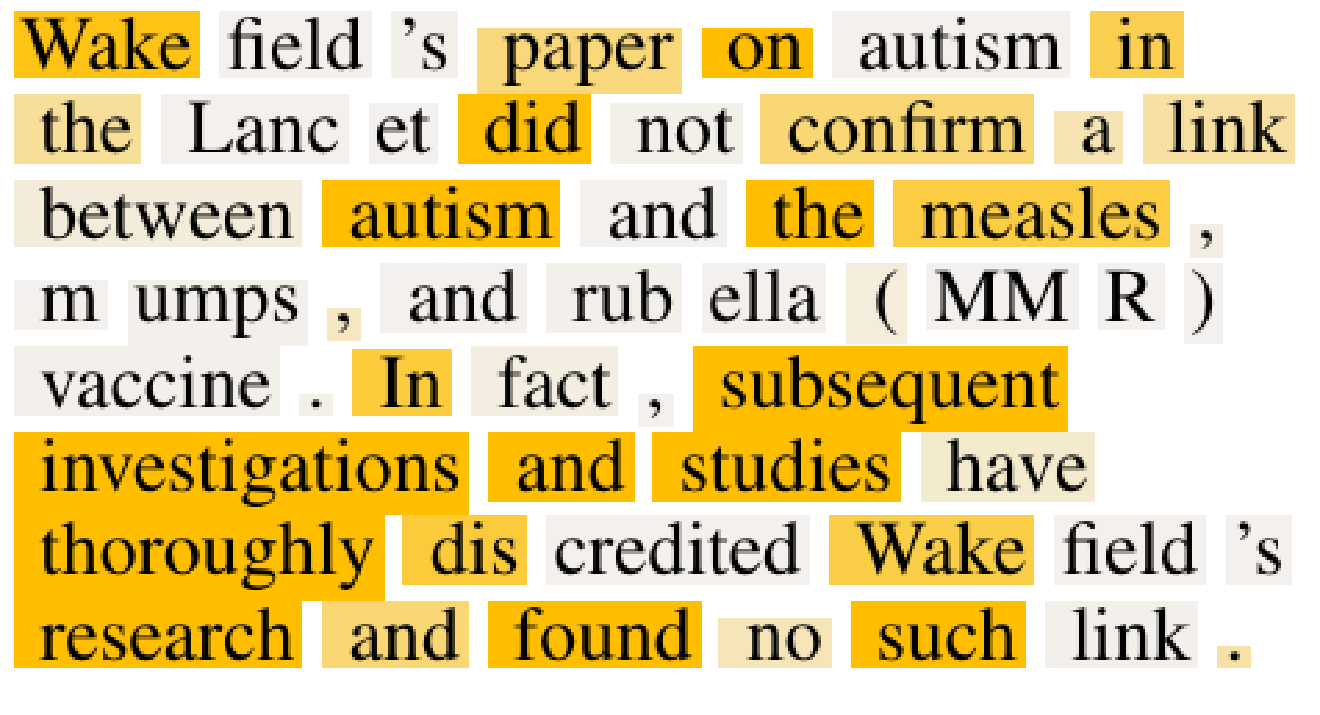 Wake field 's paper on autism in
the Lanc et did not confirm a link
between autism and the measles ,
m umps , and rub ella ( MM R )
vaccine . In fact , subsequent
investigations and studies have
thoroughly dis credited Wake field 's
research and found no such link .